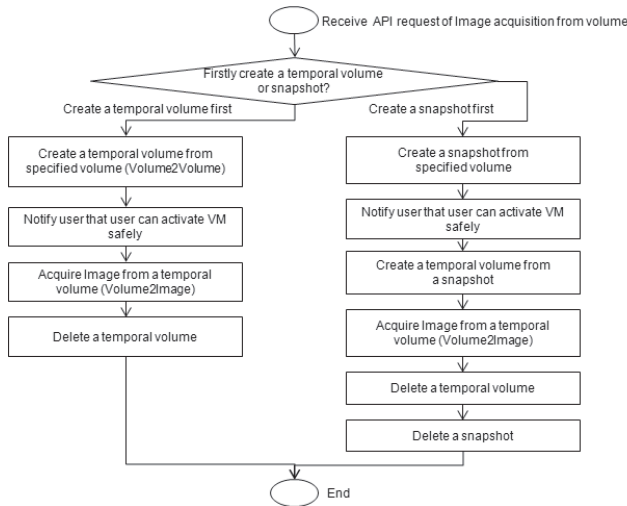 Receive API request of Image acquisition from volume
Firstly create a temporal volume
or snapshot?
Create a temporal volume first
Create a snapshot first
Create a temporal volume from
specified volume (Volume2Volume)
Notify user that user can activate VM
safely
Acquire Image from a temporal
volume (Volume2Image)
Delete a temporal volume
Create a snapshot from
specified volume
Notify user that user can activate VM
safely
Create a temporal volume from
a snapshot
Acquire Image from a temporal
volume (Volume2Image)
Delete a temporal volume
Delete a snapshot
End